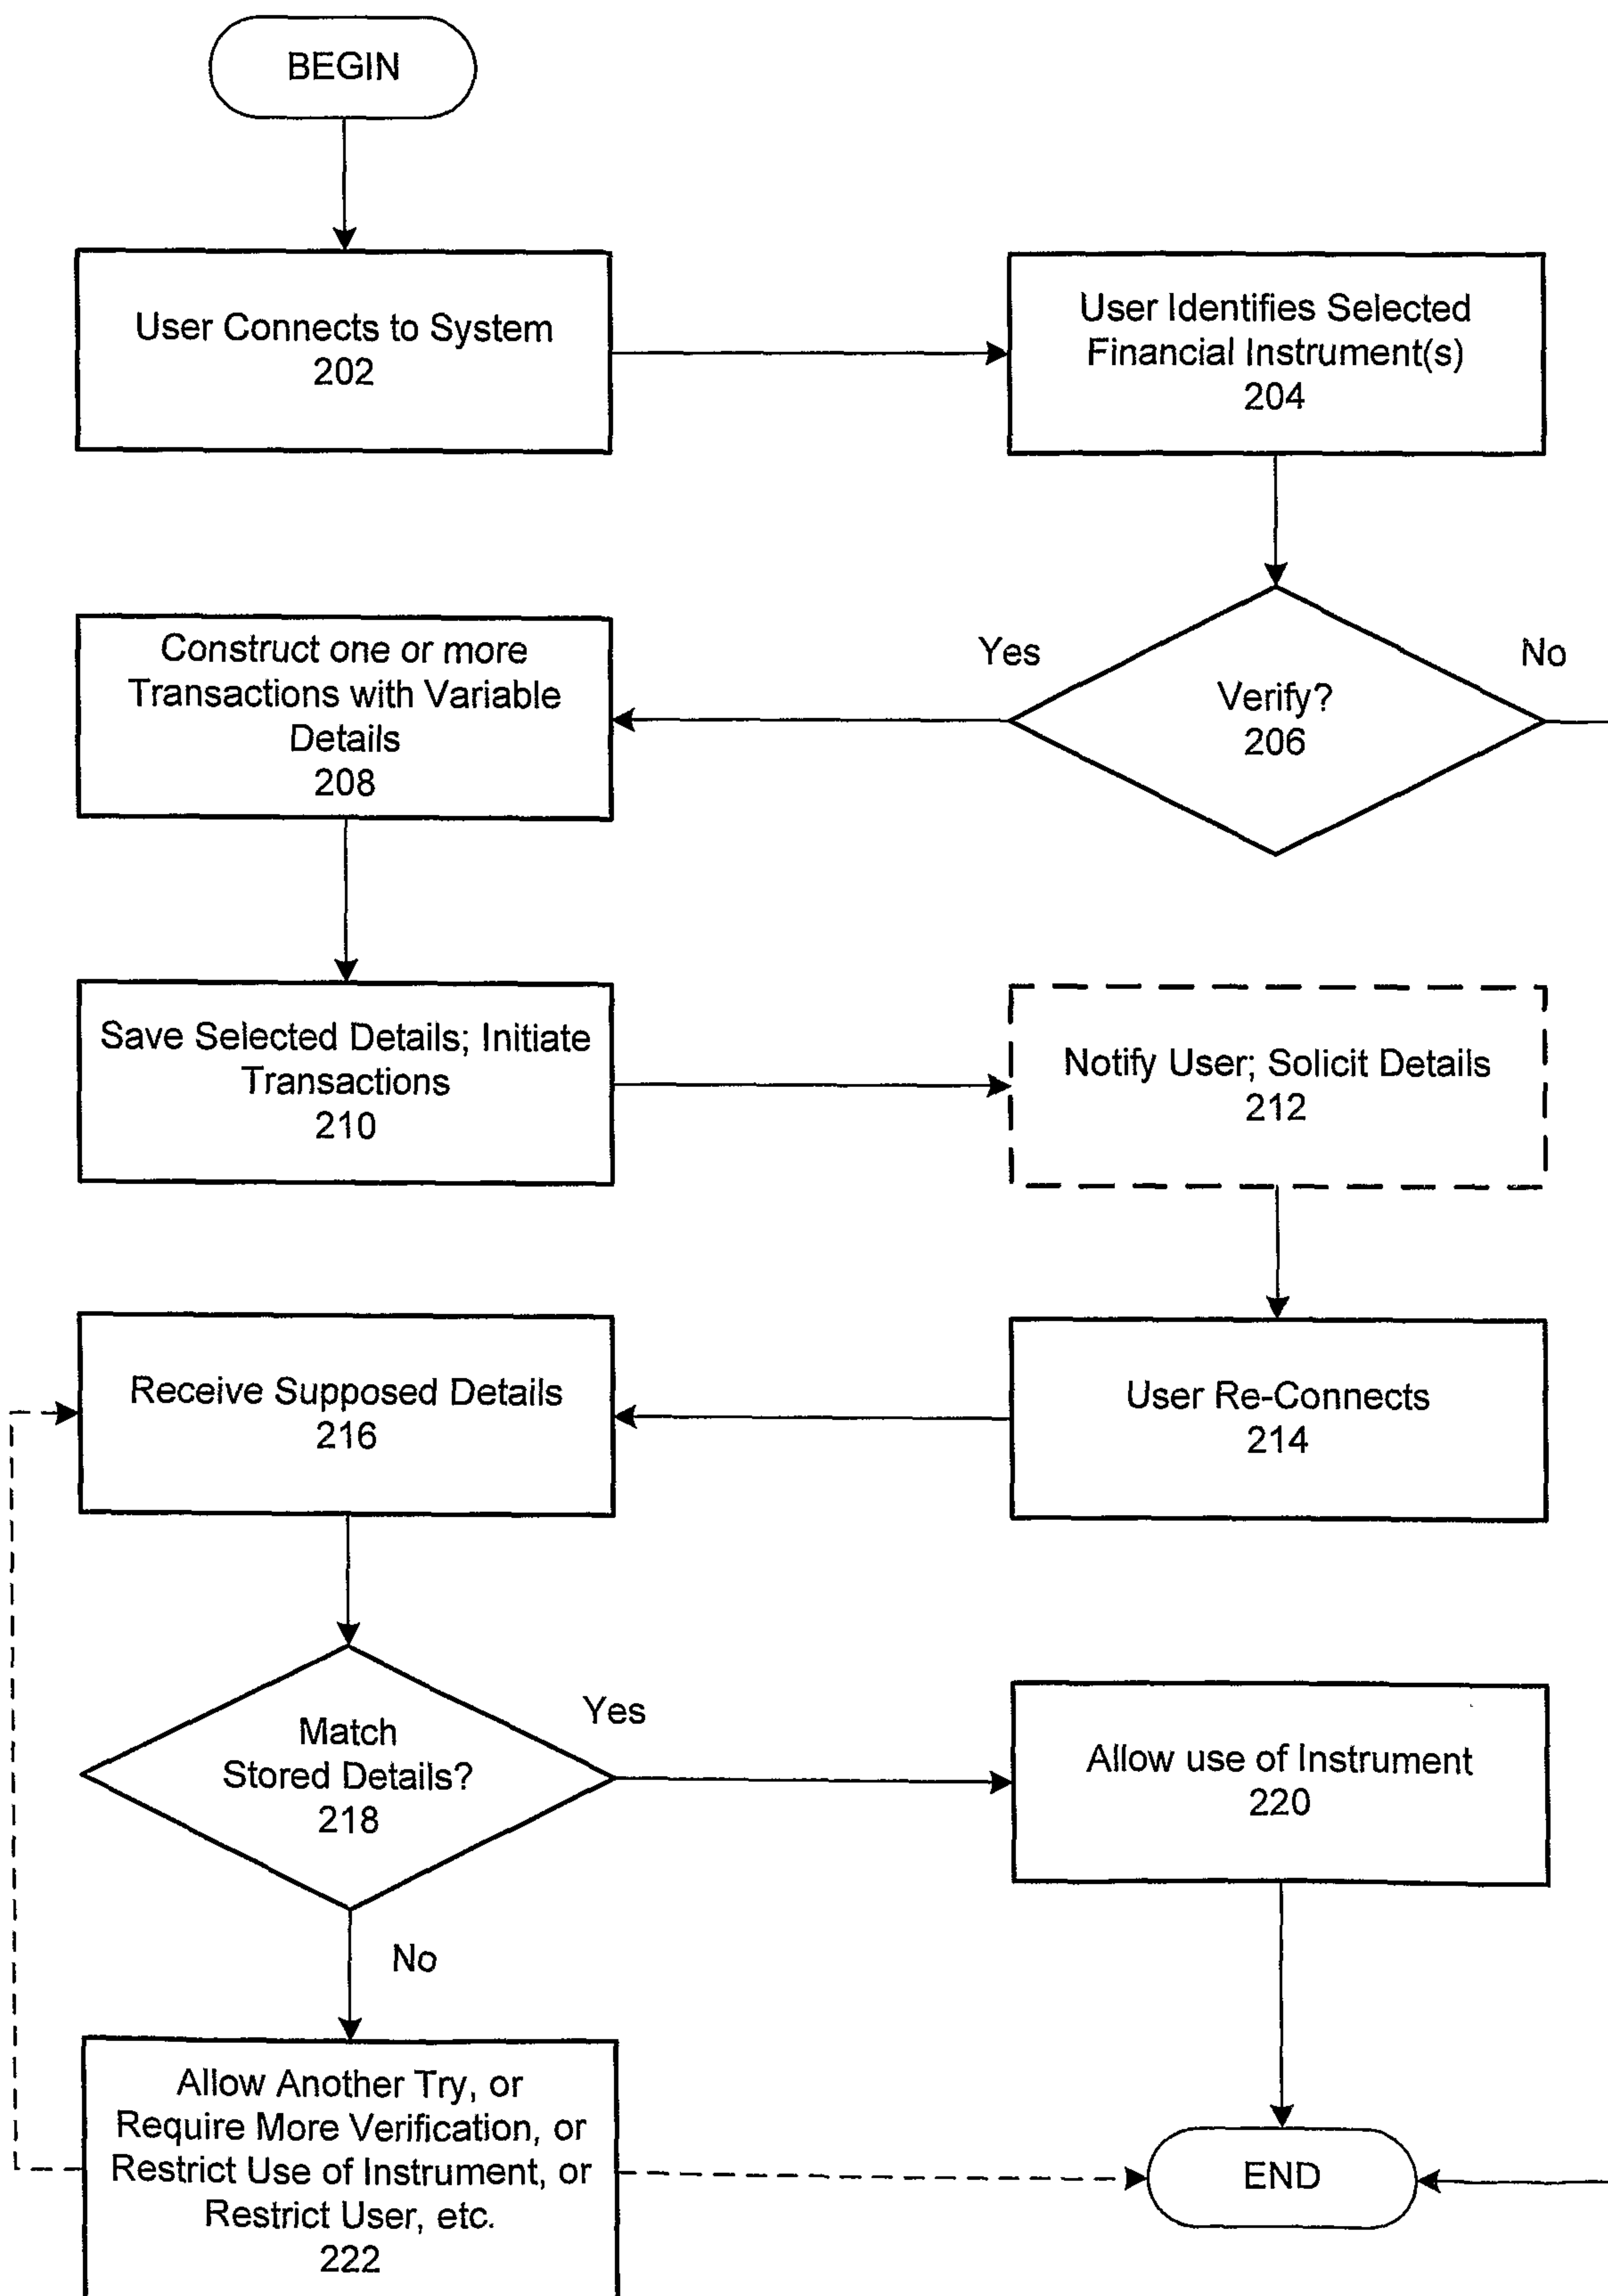 BEGIN
User Connects to System
202
User Identifies Selected
Financial Instrument(s)
204
Verify?
206
Yes
No
Construct one or more
Transactions with Variable
Details
208
Save Selected Details; Initiate
Transactions
210
Notify User; Solicit Details
212
User Re-Connects
214
Receive Supposed Details
216
Match
Stored Details?
218
Yes
No
Allow use of Instrument
220
Allow Another Try, or
Require More Verification, or
Restrict Use of Instrument, or
Restrict User, etc.
222
END